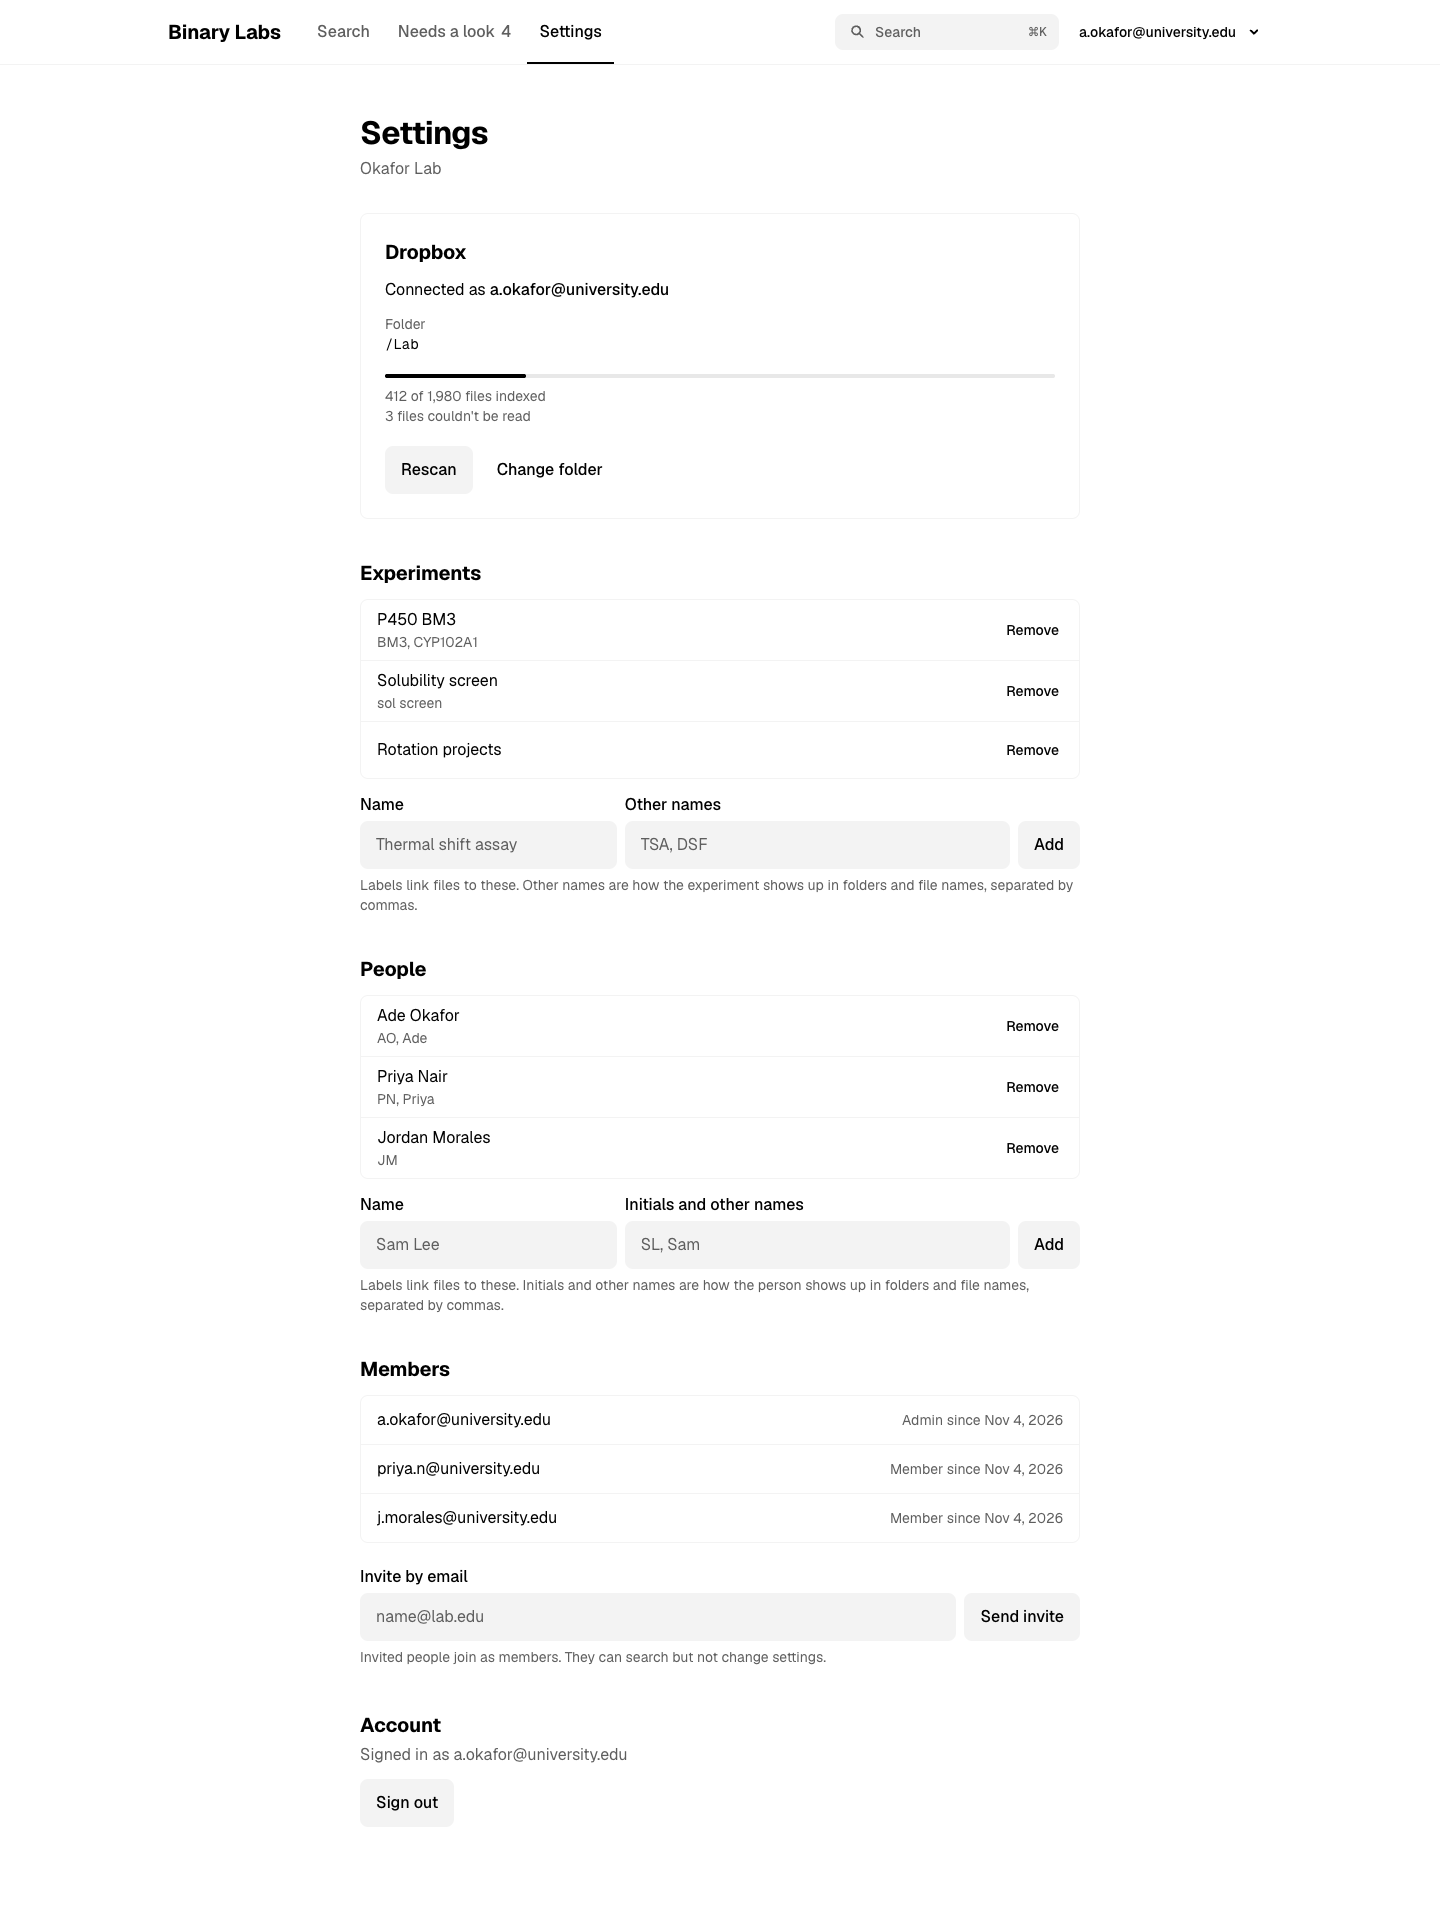 Binary Labs
Search
Needs a look 4
Settings
Search
⌘K
a.okafor@university.edu
Settings
Okafor Lab
Dropbox
Connected as a.okafor@university.edu
Folder
/Lab
412 of 1,980 files indexed
3 files couldn't be read
Rescan
Change folder
Experiments
P450 BM3
BM3, CYP102A1
Remove
Solubility screen
sol screen
Remove
Rotation projects
Remove
Name
Other names
Thermal shift assay
TSA, DSF
Add
Labels link files to these. Other names are how the experiment shows up in folders and file names, separated by
commas.
People
Ade Okafor
AO, Ade
Remove
Priya Nair
PN, Priya
Remove
Jordan Morales
JM
Remove
Name
Initials and other names
Sam Lee
SL, Sam
Add
Labels link files to these. Initials and other names are how the person shows up in folders and file names,
separated by commas.
Members
a.okafor@university.edu
Admin since Nov 4, 2026
priya.n@university.edu
Member since Nov 4, 2026
j.morales@university.edu
Member since Nov 4, 2026
Invite by email
name@lab.edu
Send invite
Invited people join as members. They can search but not change settings.
Account
Signed in as a.okafor@university.edu
Sign out